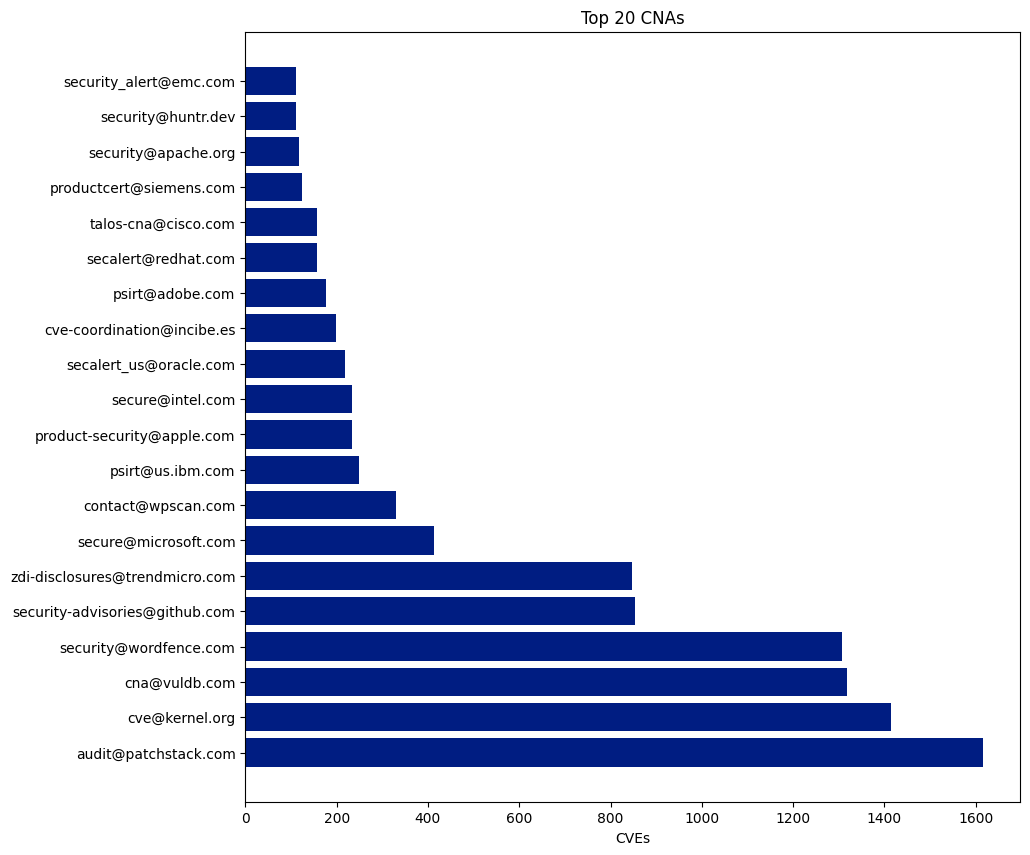 Top 20 CNAs
security_alert@emc.com
security@huntr.dev
security@apache.org
productcert@siemens.com
talos-cna@cisco.com
secalert@redhat.com
psirt@adobe.com
cve-coordination@incibe.es
secalert_us@oracle.com
secure@intel.com
product-security@apple.com
psirt@us.ibm.com
contact@wpscan.com
secure@microsoft.com
zdi-disclosures@trendmicro.com
security-advisories@github.com
security@wordfence.com
cna@vuldb.com
cve@kernel.org
audit@patchstack.com
0 200 400 600 800 1000 1200 1400 1600
CVEs